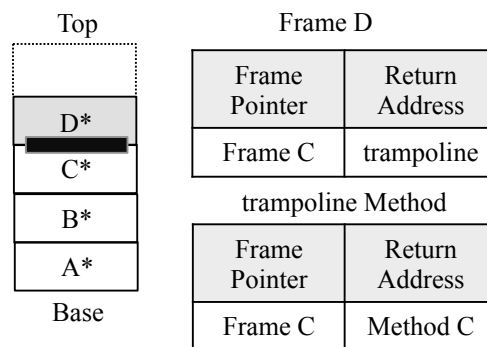 Top
D*
C*
B*
A*
Base
Frame D
Frame Pointer
Return Address
Frame C
trampoline
trampoline Method
Frame Pointer
Return Address
Frame C
Method C